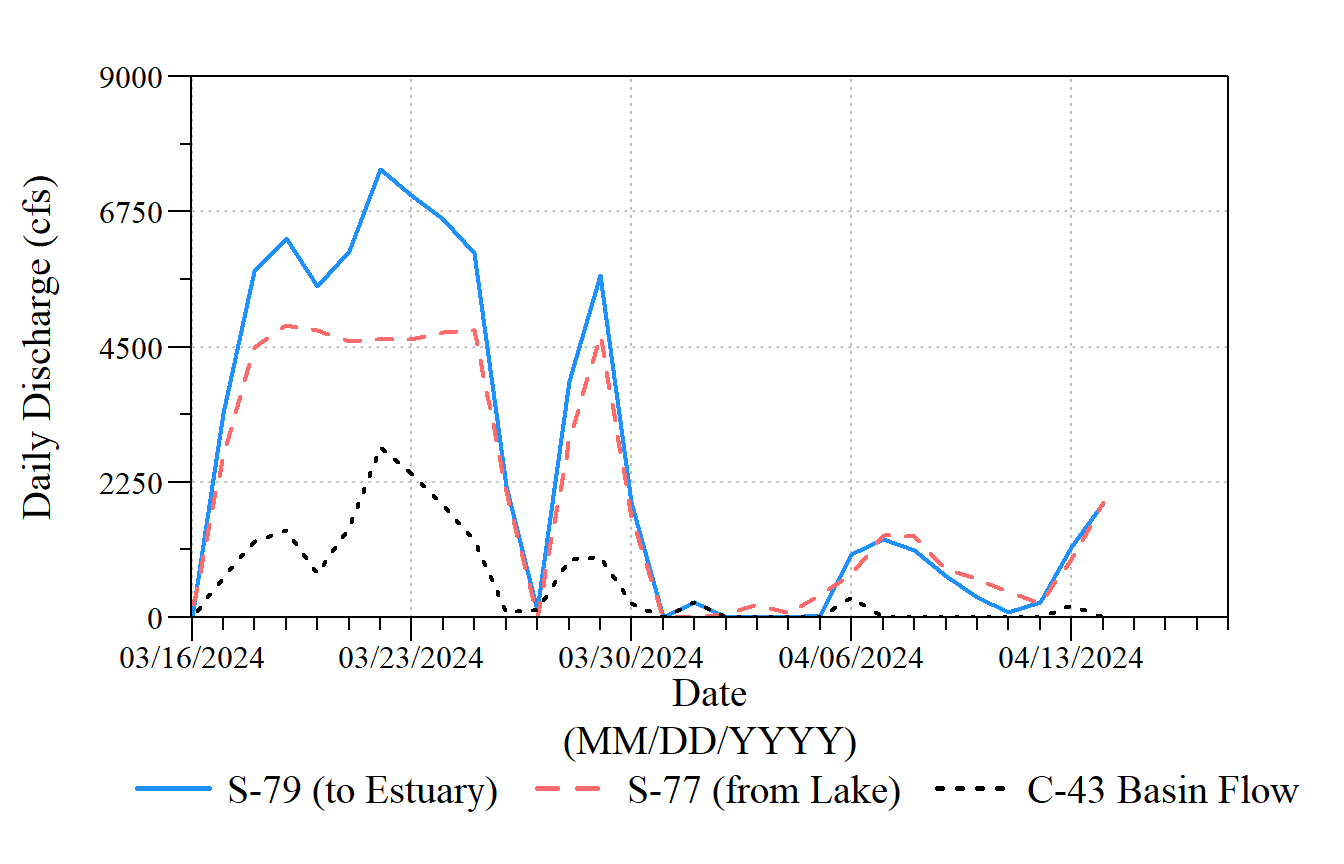 Daily Discharge (cfs)
9000
6750
4500
2250
0
03/16/2024 03/23/2024 03/30/2024 04/06/2024 04/13/2024
Date
(MM/DD/YYYY)
S-79 (to Estuary) S-77 (from Lake) C-43 Basin Flow